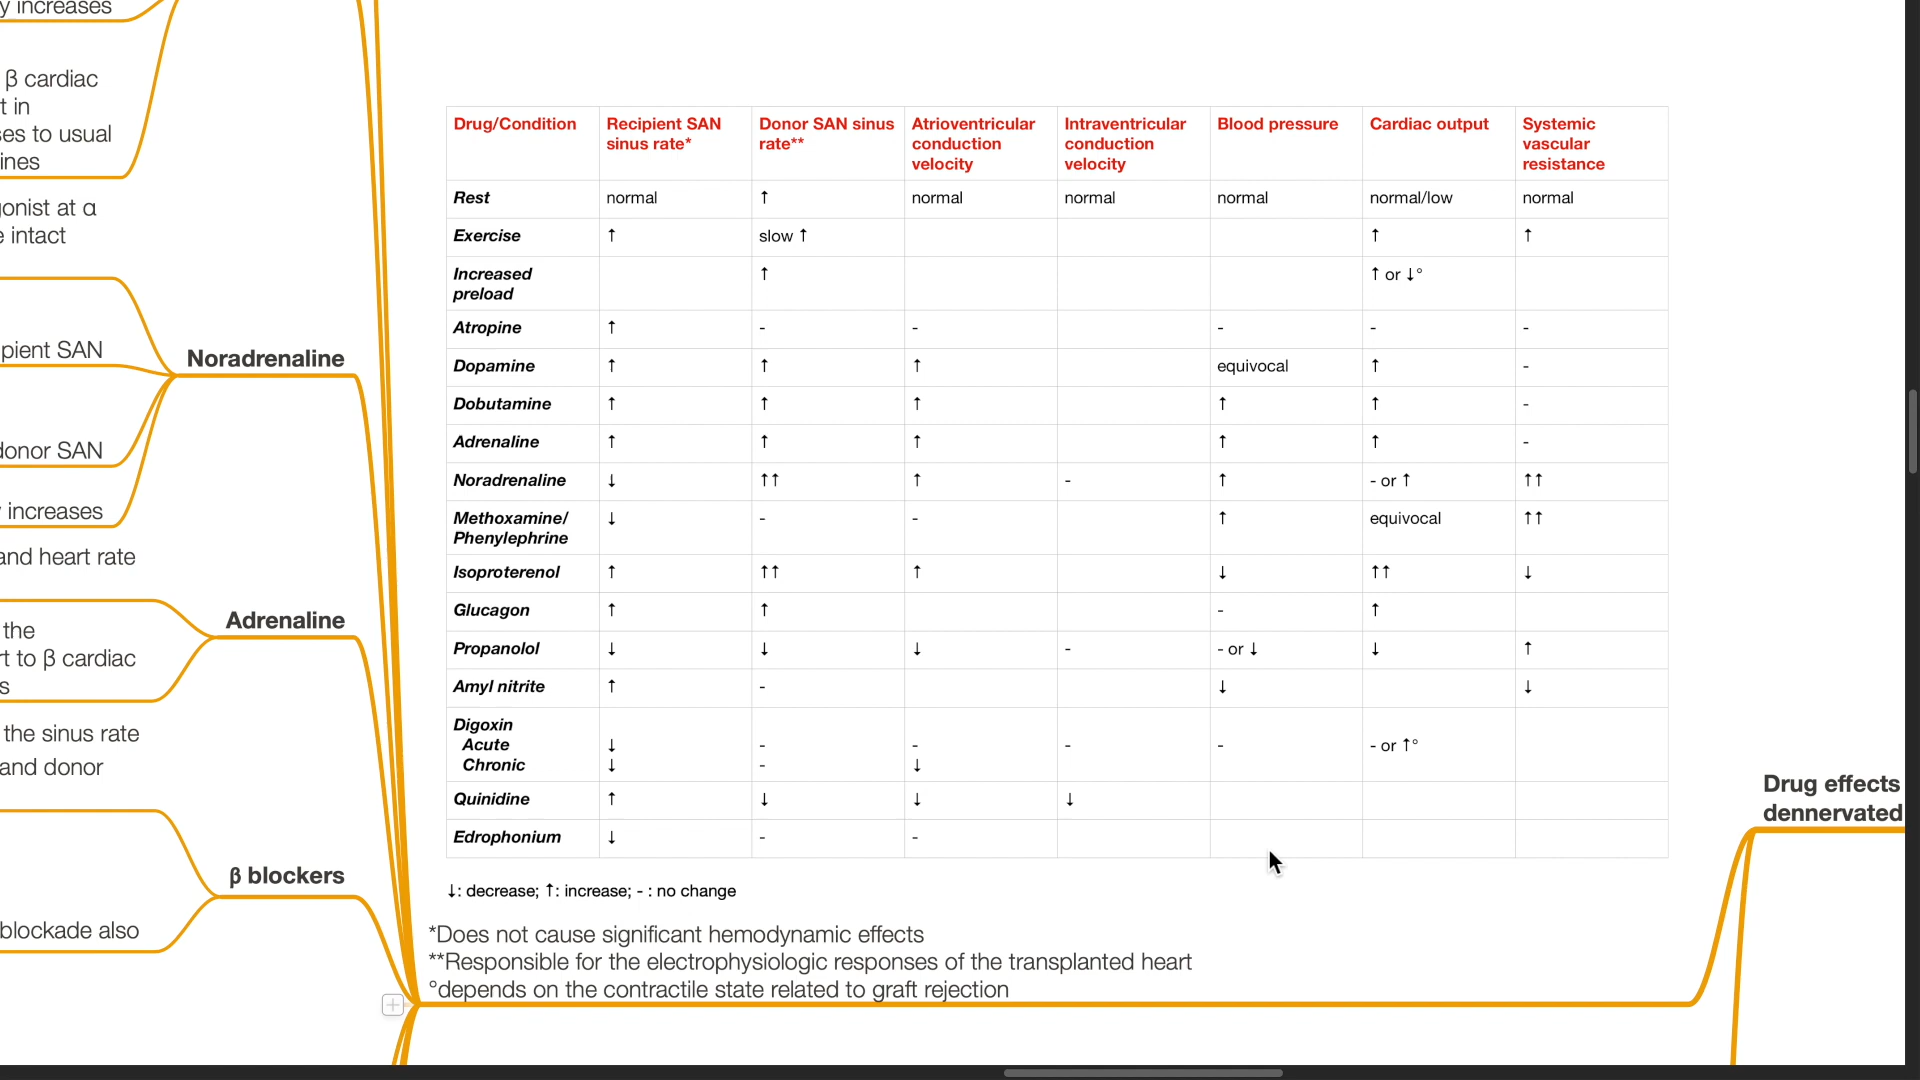 y increases
β cardiac
t in
ses to usual
ines
onist at α
e intact
pient SAN
Noradrenaline
donor SAN
increases
and heart rate
Adrenaline
the
rt to β cardiac
s
the sinus rate
and donor
β blockers
blockade also
Drug/Condition Recipient SAN sinus rate* Donor SAN sinus rate** Atrioventricular conduction velocity Intraventricular conduction velocity Blood pressure Cardiac output Systemic vascular resistance
Rest normal ↑ normal normal normal normal/low normal
Exercise ↑ slow ↑ ↑ ↑
Increased preload ↑ ↑ or ↓°
Atropine ↑ - - - - -
Dopamine ↑ ↑ ↑ equivocal ↑ -
Dobutamine ↑ ↑ ↑ ↑ ↑ -
Adrenaline ↑ ↑ ↑ ↑ ↑ -
Noradrenaline ↓ ↑↑ ↑ - ↑ - or ↑ ↑↑
Methoxamine/ Phenylephrine ↓ - - ↑ equivocal ↑↑
Isoproterenol ↑ ↑↑ ↑ ↓ ↑↑ ↓
Glucagon ↑ ↑ - ↑
Propanolol ↓ ↓ ↓ - - or ↓ ↓ ↑
Amyl nitrite ↑ - ↓ ↓
Digoxin
Acute ↓ - - - - - or ↑°
Chronic ↓ - ↓
Quinidine ↑ ↓ ↓ ↓
Edrophonium ↓ - -
↓: decrease; ↑: increase; - : no change
*Does not cause significant hemodynamic effects
**Responsible for the electrophysiologic responses of the transplanted heart
°depends on the contractile state related to graft rejection
Drug effects
dennervated